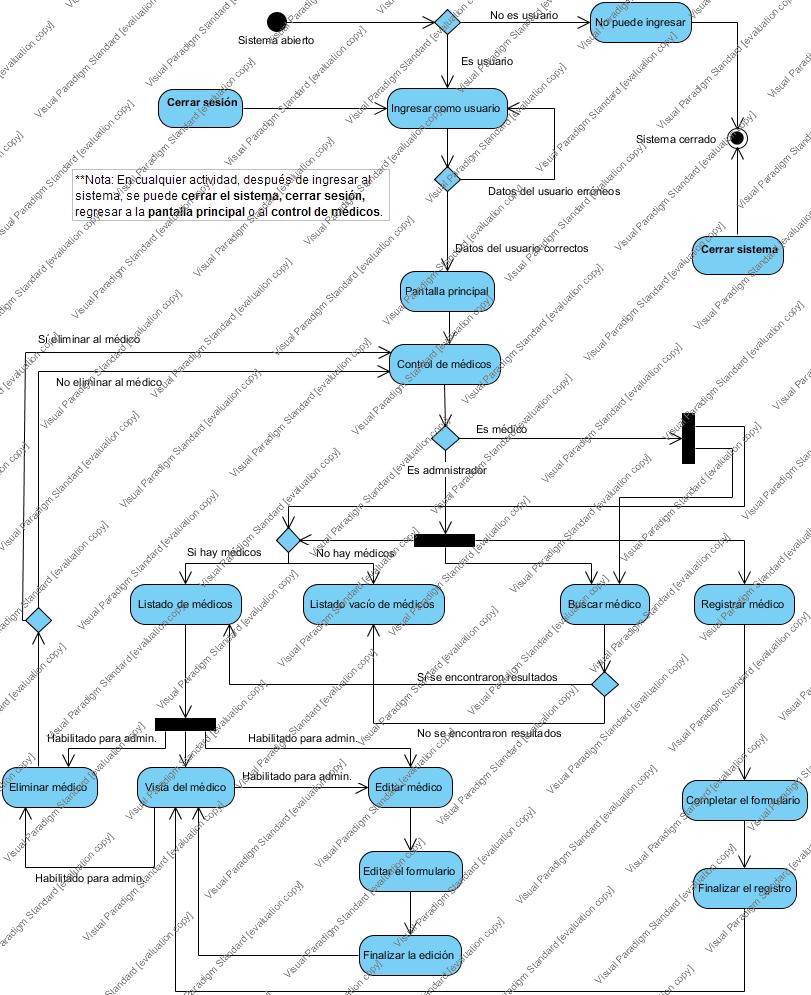 No es usuario
No puede ingresar
Sistema abierto
Es usuario
Cerrar sesión
Ingresar como usuario
Sistema cerrado
**Nota: En cualquier actividad, después de ingresar al
sistema, se puede cerrar el sistema, cerrar sesión,
regresar a la pantalla principal o al control de médicos.
Datos del usuario erróneos
Datos del usuario correctos
Cerrar sistema
Pantalla principal
Sí eliminar al médico
Control de médicos
No eliminar al médico
Es médico
Es admnistrador
Si hay médicos
No hay médicos
Listado de médicos
Listado vacío de médicos
Buscar médico
Registrar médico
Sí se encontraron resultados
No se encontraron resultados
Habilitado para admin.
Habilitado para admin.
Habilitado para admin.
Eliminar médico
Vista del médico
Editar médico
Completar el formulario
Habilitado para admin.
Editar el formulario
Finalizar el registro
Finalizar la edición
Visual Paradigm Standard [evaluation copy]